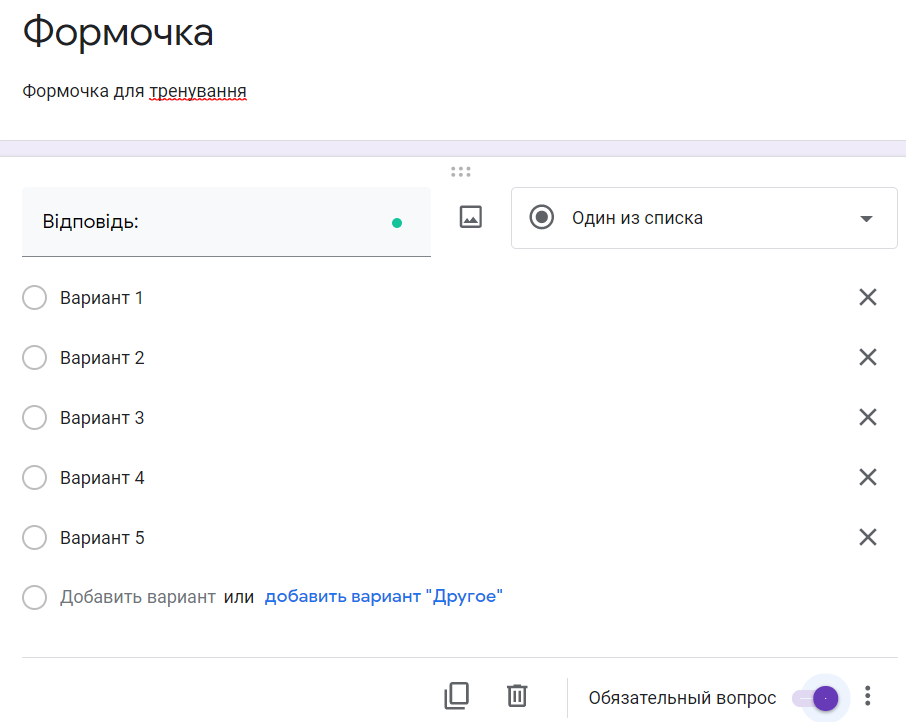 Формочка
Формочка для тренування
Відповідь:
Один из списка
Вариант 1
Вариант 2
Вариант 3
Вариант 4
Вариант 5
Добавить вариант или добавить вариант "Другое"
Обязательный вопрос